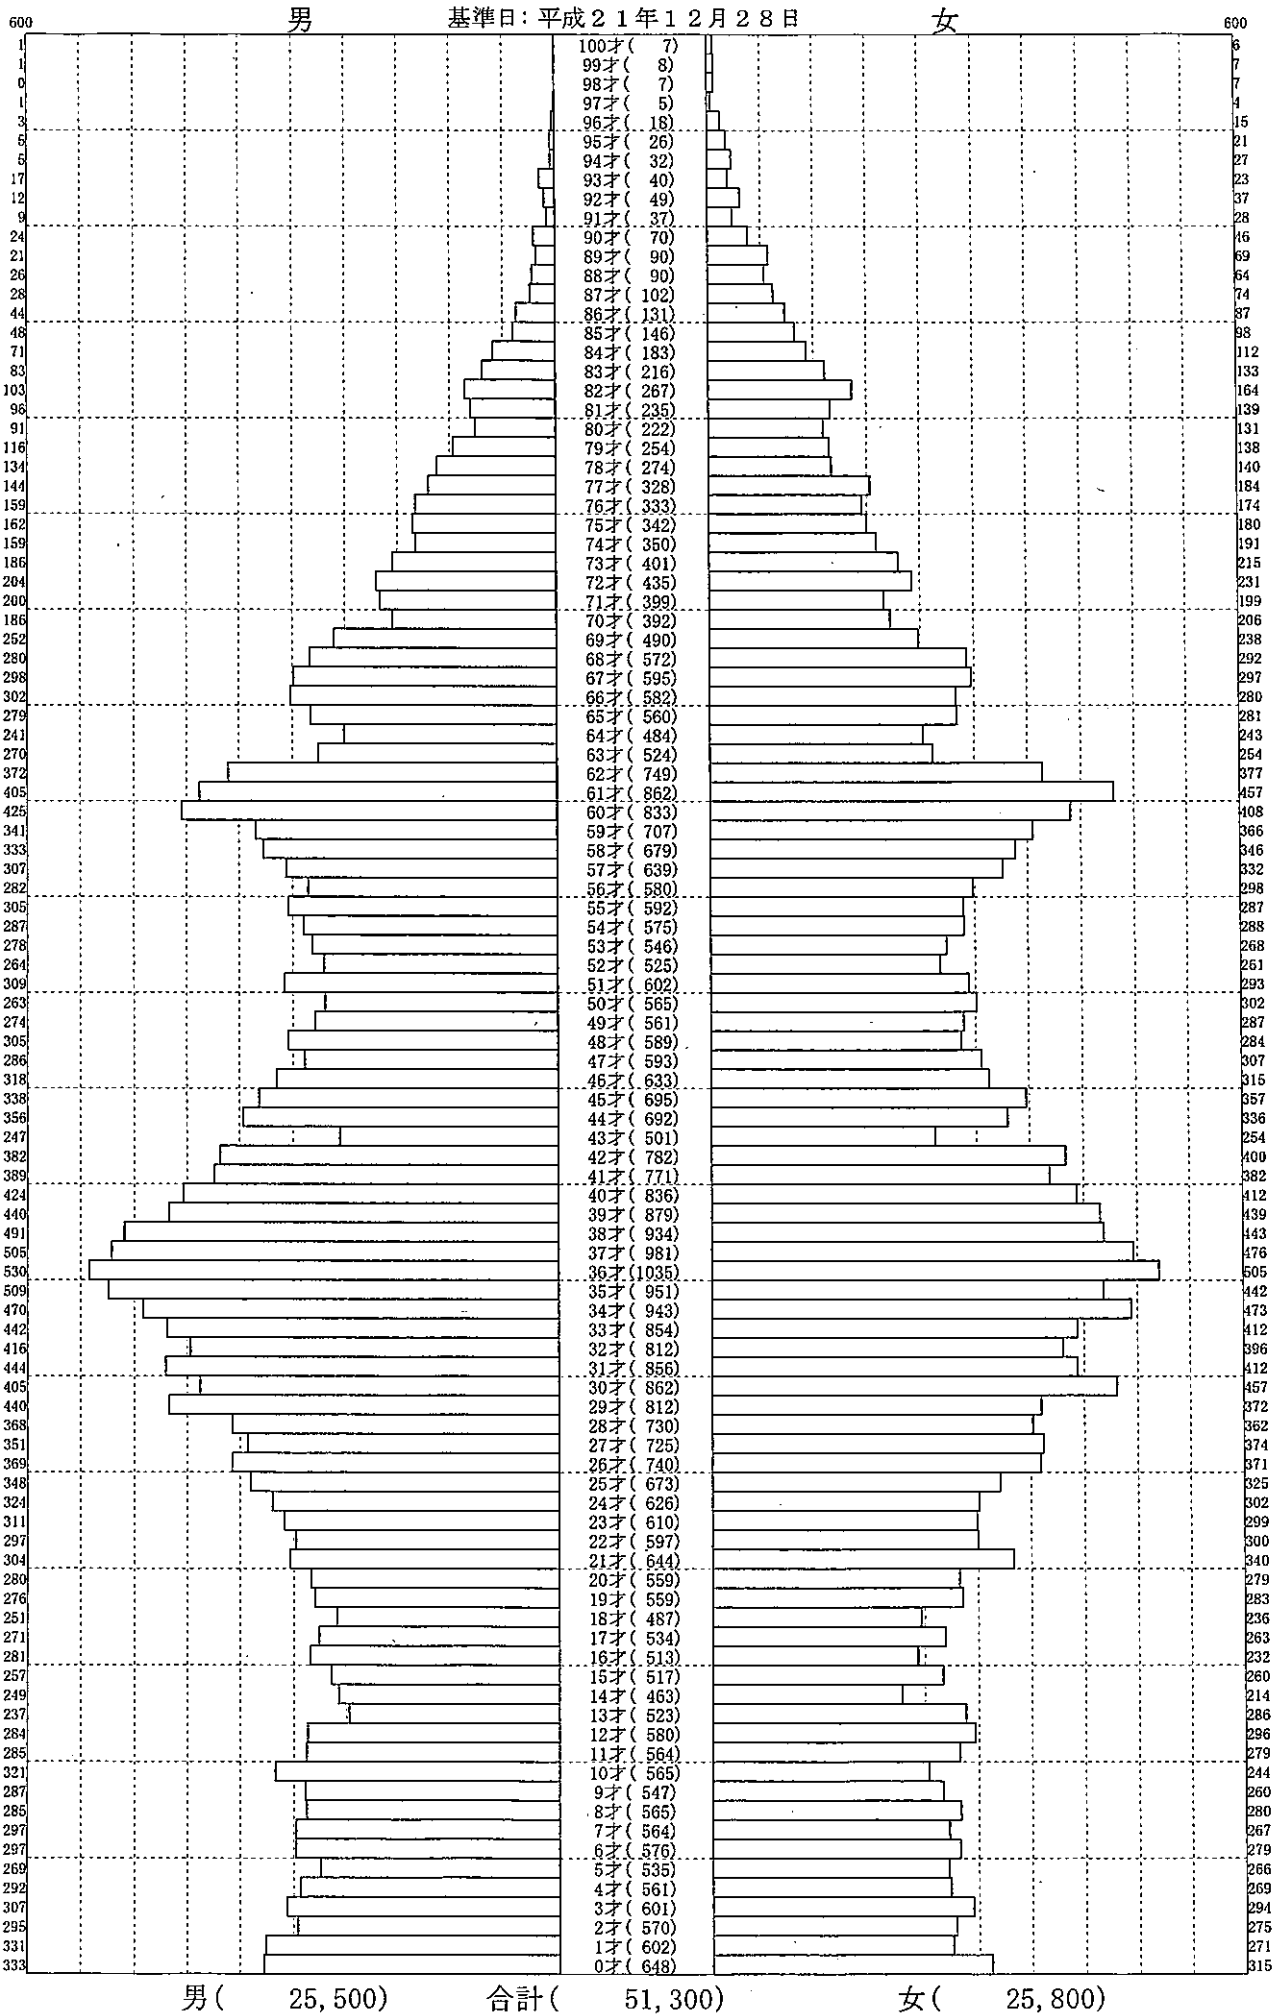 男 基準日：平成２１年１２月２８日 女
600 600
1 100才( 7) 6
1 99才( 8) 7
0 98才( 7) 7
1 97才( 5) 4
3 96才( 18) 15
5 95才( 26) 21
5 94才( 32) 27
17 93才( 40) 23
12 92才( 49) 37
9 91才( 37) 28
24 90才( 70) 46
21 89才( 90) 69
26 88才( 90) 64
28 87才( 102) 74
44 86才( 131) 87
48 85才( 146) 98
71 84才( 183) 112
83 83才( 216) 133
103 82才( 267) 164
96 81才( 235) 139
91 80才( 222) 131
116 79才( 254) 138
134 78才( 274) 140
144 77才( 328) 184
159 76才( 333) 174
162 75才( 342) 180
159 74才( 350) 191
186 73才( 401) 215
204 72才( 435) 231
200 71才( 399) 199
186 70才( 392) 206
252 69才( 490) 238
280 68才( 572) 292
298 67才( 595) 297
302 66才( 582) 280
279 65才( 560) 281
241 64才( 484) 243
270 63才( 524) 254
372 62才( 749) 377
405 61才( 862) 457
425 60才( 833) 408
341 59才( 707) 366
333 58才( 679) 346
307 57才( 639) 332
282 56才( 580) 298
305 55才( 592) 287
287 54才( 575) 288
278 53才( 546) 268
264 52才( 525) 261
309 51才( 602) 293
263 50才( 565) 302
274 49才( 561) 287
305 48才( 589) 284
286 47才( 593) 307
318 46才( 633) 315
338 45才( 695) 357
356 44才( 692) 336
247 43才( 501) 254
382 42才( 782) 400
389 41才( 771) 382
424 40才( 836) 412
440 39才( 879) 439
491 38才( 934) 443
505 37才( 981) 476
530 36才(1035) 505
509 35才( 951) 442
470 34才( 943) 473
442 33才( 854) 412
416 32才( 812) 396
444 31才( 856) 412
405 30才( 862) 457
440 29才( 812) 372
368 28才( 730) 362
351 27才( 725) 374
369 26才( 740) 371
348 25才( 673) 325
324 24才( 626) 302
311 23才( 610) 299
297 22才( 597) 300
304 21才( 644) 340
280 20才( 559) 279
276 19才( 559) 283
251 18才( 487) 236
271 17才( 534) 263
281 16才( 513) 232
257 15才( 517) 260
249 14才( 463) 214
237 13才( 523) 286
284 12才( 580) 296
285 11才( 564) 279
321 10才( 565) 244
287 9才( 547) 260
285 8才( 565) 280
297 7才( 564) 267
297 6才( 576) 279
269 5才( 535) 266
292 4才( 561) 269
307 3才( 601) 294
295 2才( 570) 275
331 1才( 602) 271
333 0才( 648) 315
男( 25,500) 合計( 51,300) 女( 25,800)